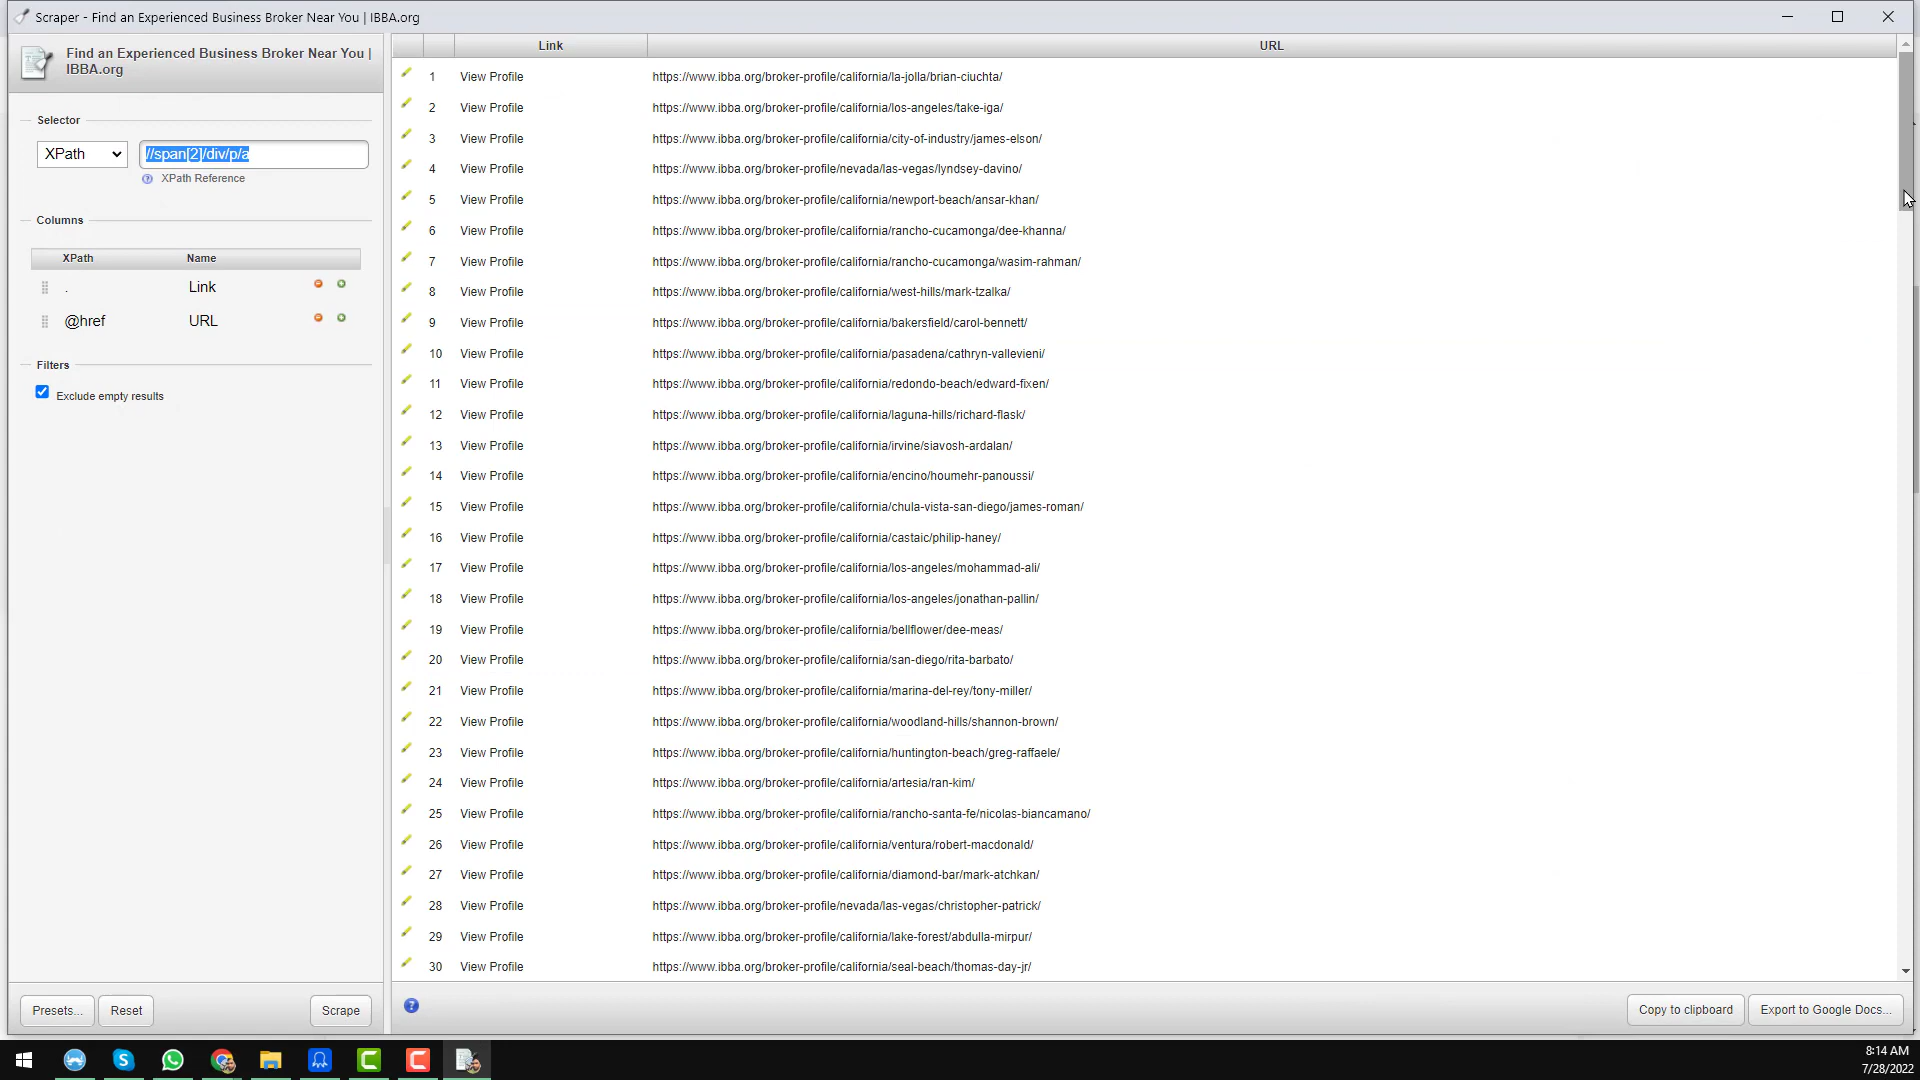 Scraper - Find an Experienced Business Broker Near You | IBBA.org
Find an Experienced Business Broker Near You |
IBBA.org
Selector
XPath
//span[2]/div/p/a
XPath Reference
Columns
XPath Name
. Link
@href URL
Filters
Exclude empty results
Presets...
Reset
Scrape
Link URL
1 View Profile https://www.ibba.org/broker-profile/california/la-jolla/brian-ciuchta/
2 View Profile https://www.ibba.org/broker-profile/california/los-angeles/take-iga/
3 View Profile https://www.ibba.org/broker-profile/california/city-of-industry/james-elson/
4 View Profile https://www.ibba.org/broker-profile/nevada/las-vegas/lyndsey-davino/
5 View Profile https://www.ibba.org/broker-profile/california/newport-beach/ansar-khan/
6 View Profile https://www.ibba.org/broker-profile/california/rancho-cucamonga/dee-khanna/
7 View Profile https://www.ibba.org/broker-profile/california/rancho-cucamonga/wasim-rahman/
8 View Profile https://www.ibba.org/broker-profile/california/west-hills/mark-tzalka/
9 View Profile https://www.ibba.org/broker-profile/california/bakersfield/carol-bennett/
10 View Profile https://www.ibba.org/broker-profile/california/pasadena/cathryn-vallevieni/
11 View Profile https://www.ibba.org/broker-profile/california/redondo-beach/edward-fixen/
12 View Profile https://www.ibba.org/broker-profile/california/laguna-hills/richard-flask/
13 View Profile https://www.ibba.org/broker-profile/california/irvine/siavosh-ardalan/
14 View Profile https://www.ibba.org/broker-profile/california/encino/houmehr-panoussi/
15 View Profile https://www.ibba.org/broker-profile/california/chula-vista-san-diego/james-roman/
16 View Profile https://www.ibba.org/broker-profile/california/castaic/philip-haney/
17 View Profile https://www.ibba.org/broker-profile/california/los-angeles/mohammad-ali/
18 View Profile https://www.ibba.org/broker-profile/california/los-angeles/jonathan-pallin/
19 View Profile https://www.ibba.org/broker-profile/california/bellflower/dee-meas/
20 View Profile https://www.ibba.org/broker-profile/california/san-diego/rita-barbato/
21 View Profile https://www.ibba.org/broker-profile/california/marina-del-rey/tony-miller/
22 View Profile https://www.ibba.org/broker-profile/california/woodland-hills/shannon-brown/
23 View Profile https://www.ibba.org/broker-profile/california/huntington-beach/greg-raffaele/
24 View Profile https://www.ibba.org/broker-profile/california/artesia/ran-kim/
25 View Profile https://www.ibba.org/broker-profile/california/rancho-santa-fe/nicolas-biancamano/
26 View Profile https://www.ibba.org/broker-profile/california/ventura/robert-macdonald/
27 View Profile https://www.ibba.org/broker-profile/california/diamond-bar/mark-atchkan/
28 View Profile https://www.ibba.org/broker-profile/nevada/las-vegas/christopher-patrick/
29 View Profile https://www.ibba.org/broker-profile/california/lake-forest/abdulla-mirpur/
30 View Profile https://www.ibba.org/broker-profile/california/seal-beach/thomas-day-jr/
Copy to clipboard
Export to Google Docs...
8:14 AM
7/28/2022